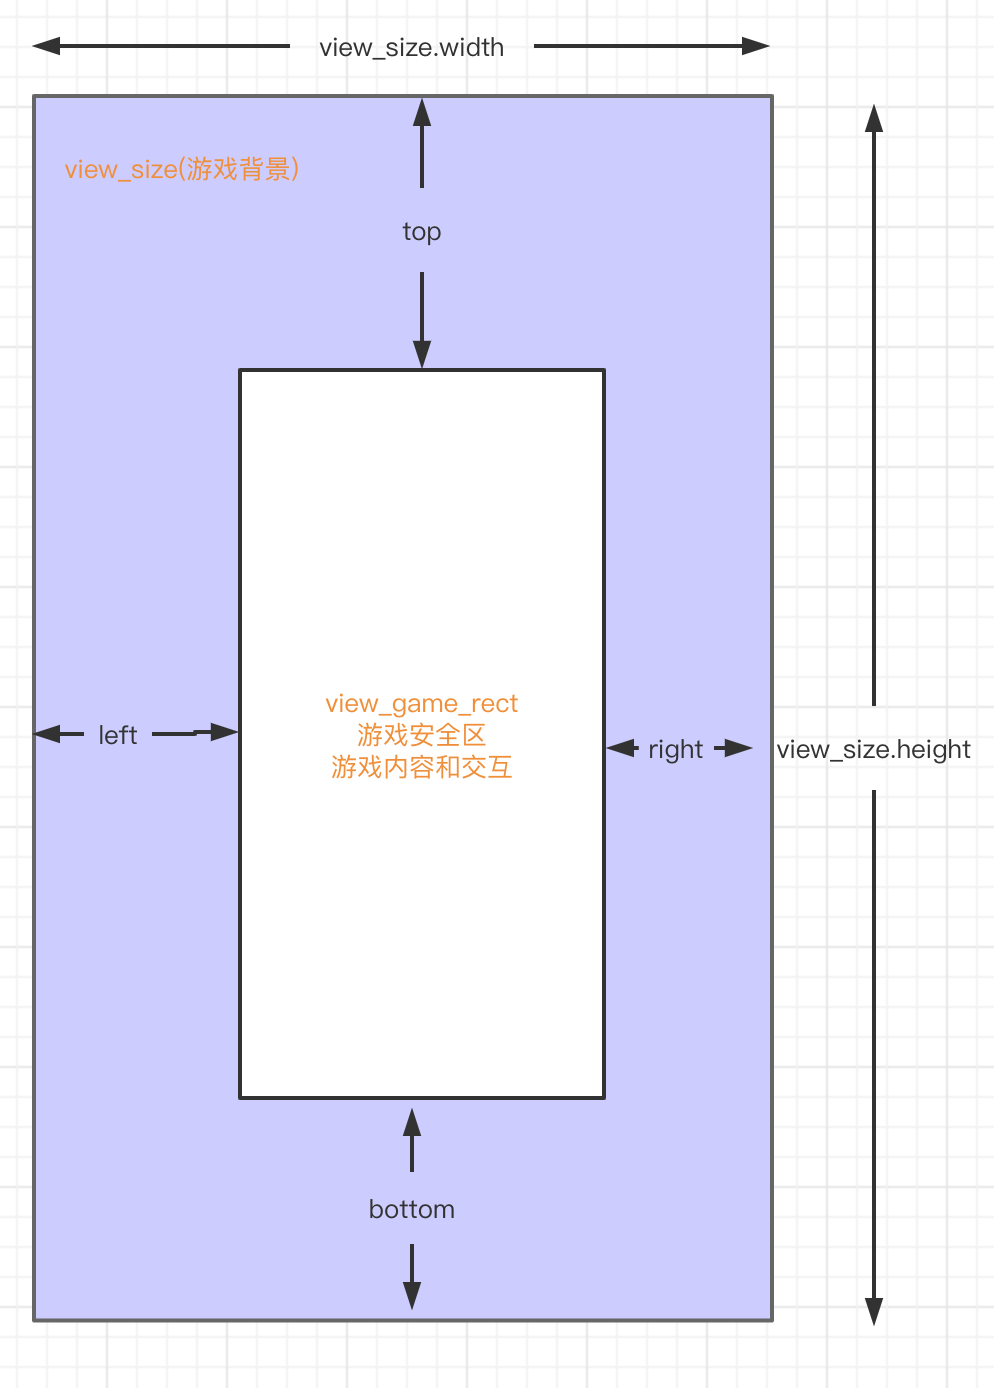 view_size.width
view_size(游戏背景)
top
view_game_rect
游戏安全区
游戏内容和交互
left
right
view_size.height
bottom